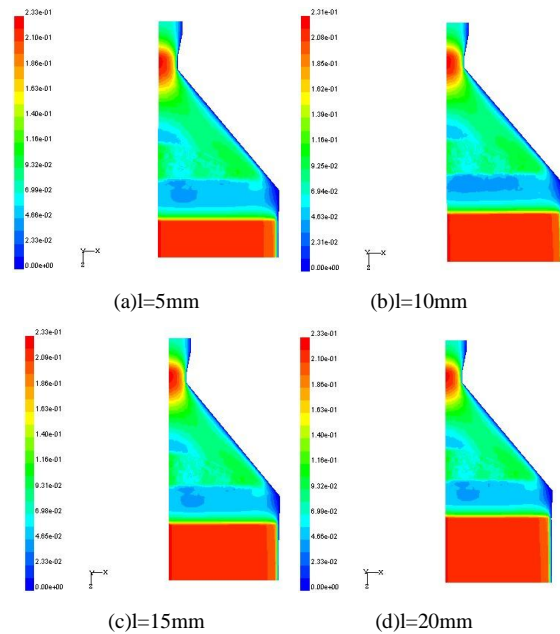 2.33e-01
2.10e-01
1.86e-01
1.63e-01
1.40e-01
1.16e-01
9.32e-02
6.99e-02
4.66e-02
2.33e-02
0.00e+00
Y X
Z
(a)l=5mm
2.31e-01
2.08e-01
1.85e-01
1.62e-01
1.39e-01
1.16e-01
9.25e-02
6.94e-02
4.63e-02
2.31e-02
0.00e+00
Y X
Z
(b)l=10mm
2.33e-01
2.09e-01
1.86e-01
1.63e-01
1.40e-01
1.16e-01
9.31e-02
6.98e-02
4.66e-02
2.33e-02
0.00e+00
Y X
Z
(c)l=15mm
2.33e-01
2.10e-01
1.86e-01
1.63e-01
1.40e-01
1.16e-01
9.32e-02
6.99e-02
4.66e-02
2.33e-02
0.00e+00
Y X
Z
(d)l=20mm